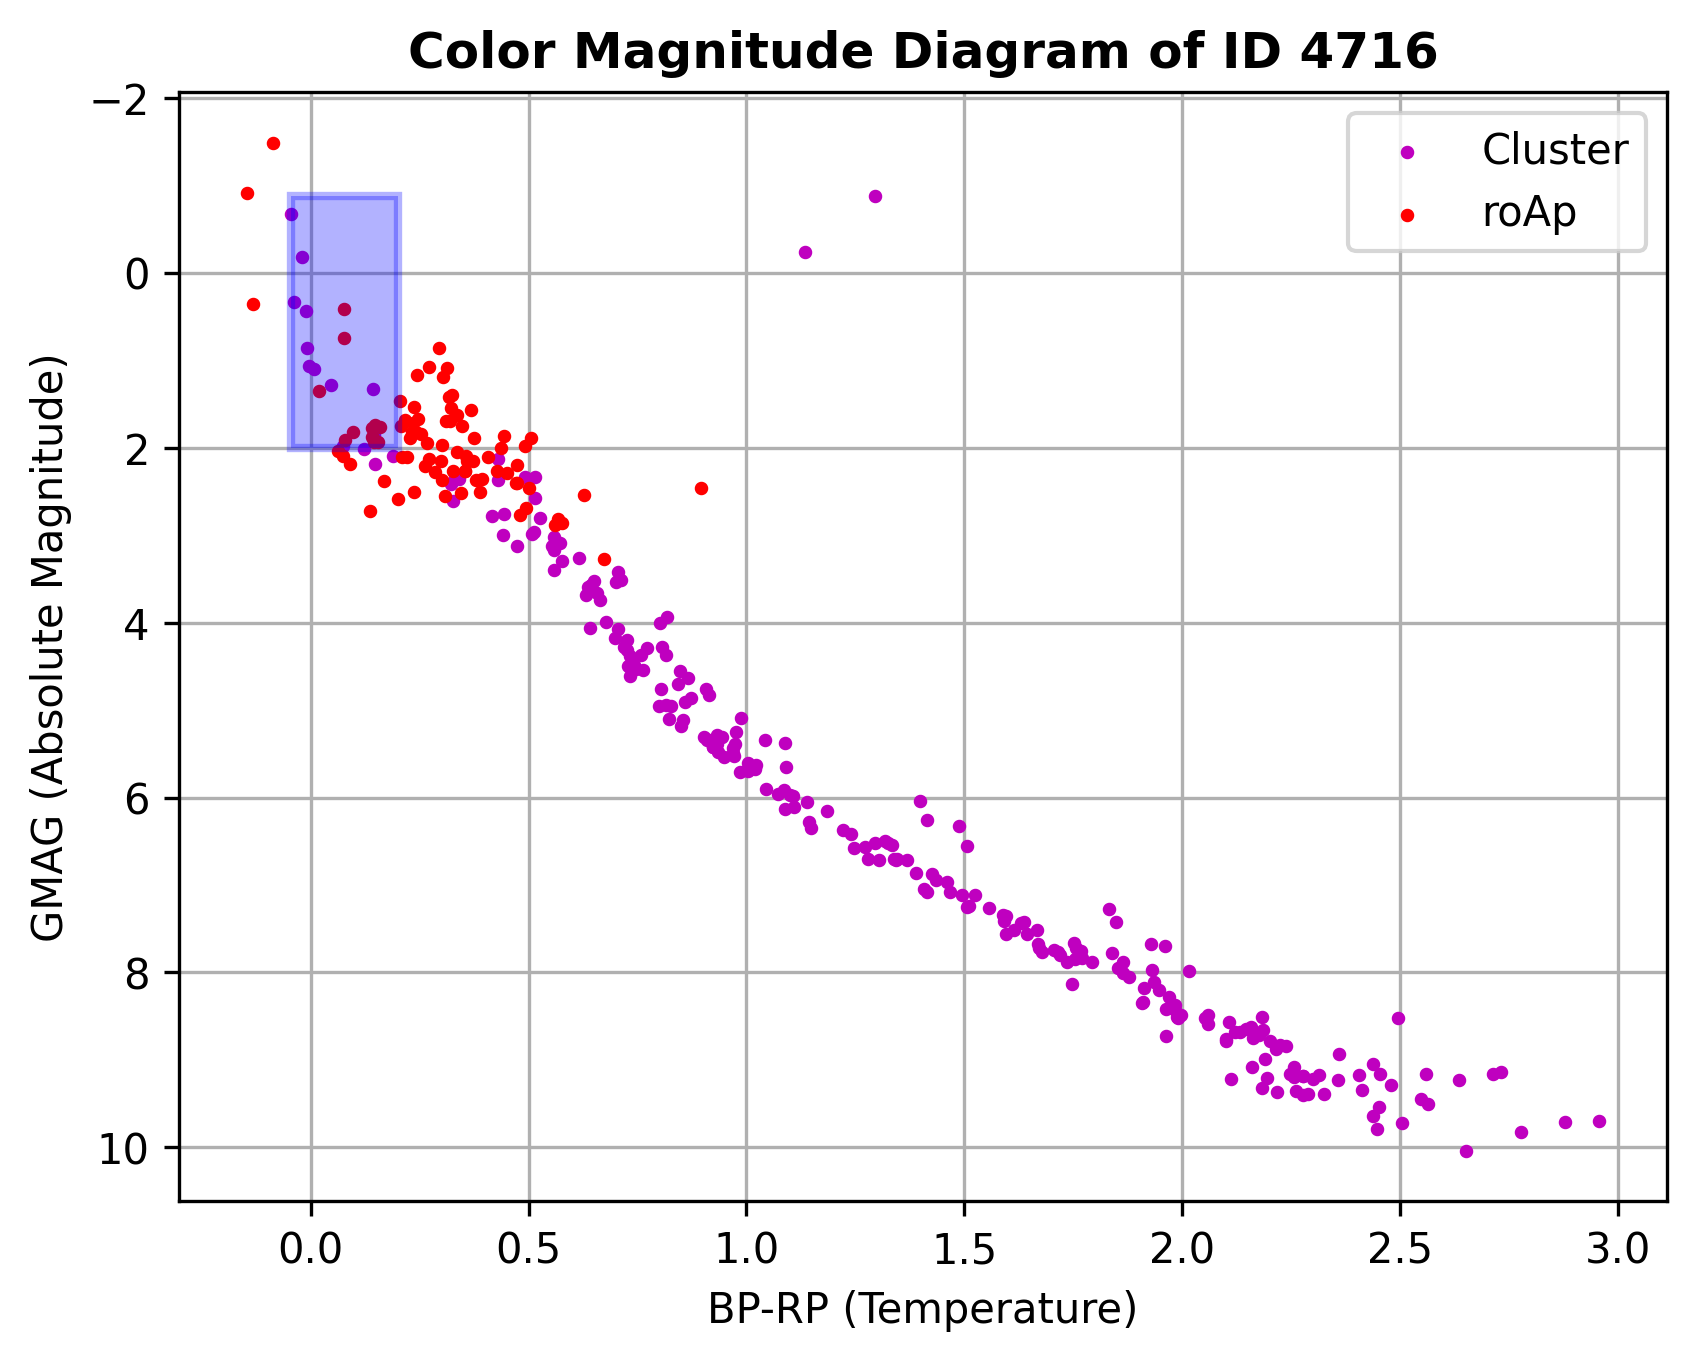 Color Magnitude Diagram of ID 4716
Cluster
roAp
−2
0
2
4
6
8
10
GMAG (Absolute Magnitude)
0.0 0.5 1.0 1.5 2.0 2.5 3.0
BP-RP (Temperature)